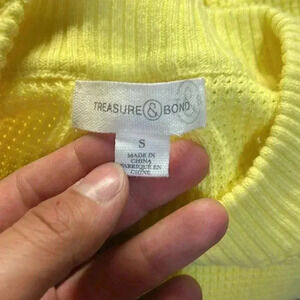 TREASURE & BOND
&
S
MADE IN
CHINA
FABRIQUÉ EN
CHINE